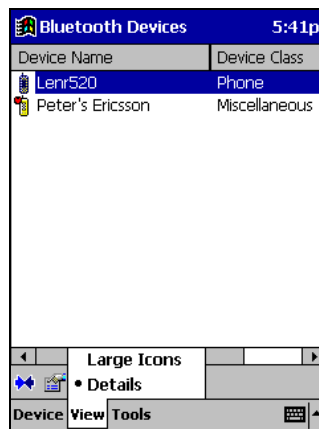 Bluetooth Devices 5:41p
Device Name Device Class
Lenr520 Phone
Peter's Ericsson Miscellaneous
Large Icons
• Details
Device View Tools